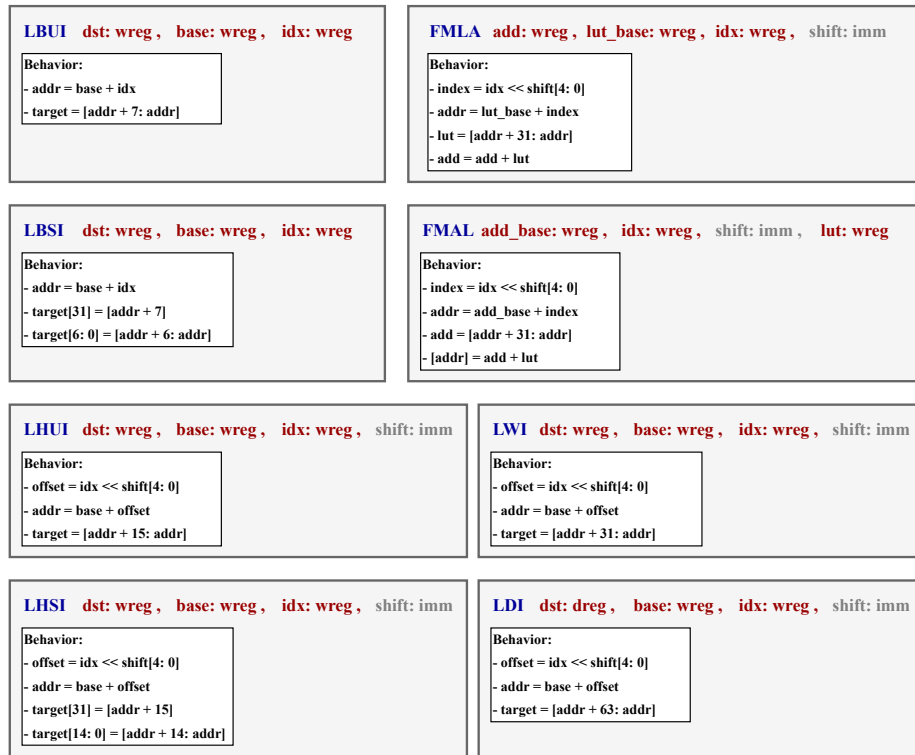 LBUI dst: wreg , base: wreg , idx: wreg
Behavior:
- addr = base + idx
- target = [addr + 7: addr]
FMLA add: wreg , lut_base: wreg , idx: wreg , shift: imm
Behavior:
- index = idx << shift[4: 0]
- addr = lut_base + index
- lut = [addr + 31: addr]
- add = add + lut
LBSI dst: wreg , base: wreg , idx: wreg
Behavior:
- addr = base + idx
- target[31] = [addr + 7]
- target[6: 0] = [addr + 6: addr]
FMAL add_base: wreg , idx: wreg , shift: imm , lut: wreg
Behavior:
- index = idx << shift[4: 0]
- addr = add_base + index
- add = [addr + 31: addr]
- [addr] = add + lut
LHUI dst: wreg , base: wreg , idx: wreg , shift: imm
Behavior:
- offset = idx << shift[4: 0]
- addr = base + offset
- target = [addr + 15: addr]
LWI dst: wreg , base: wreg , idx: wreg , shift: imm
Behavior:
- offset = idx << shift[4: 0]
- addr = base + offset
- target = [addr + 31: addr]
LHSI dst: wreg , base: wreg , idx: wreg , shift: imm
Behavior:
- offset = idx << shift[4: 0]
- addr = base + offset
- target[31] = [addr + 15]
- target[14: 0] = [addr + 14: addr]
LDI dst: dreg , base: wreg , idx: wreg , shift: imm
Behavior:
- offset = idx << shift[4: 0]
- addr = base + offset
- target = [addr + 63: addr]